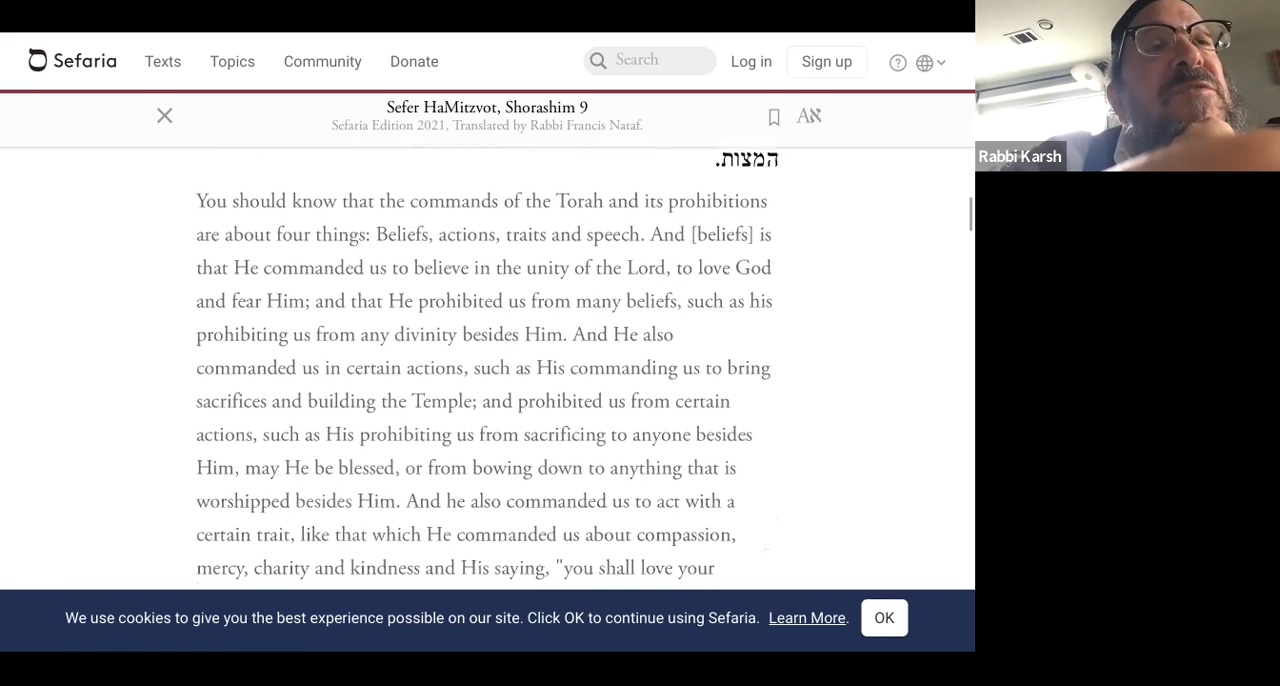 Sefaria Texts Topics Community Donate Search Log in Sign up
Sefer HaMitzvot, Shorashim 9
Sefaria Edition 2021, Translated by Rabbi Francis Nataf.
Aא
המצות.
You should know that the commands of the Torah and its prohibitions
are about four things: Beliefs, actions, traits and speech. And [beliefs] is
that He commanded us to believe in the unity of the Lord, to love God
and fear Him; and that He prohibited us from many beliefs, such as his
prohibiting us from any divinity besides Him. And He also
commanded us in certain actions, such as His commanding us to bring
sacrifices and building the Temple; and prohibited us from certain
actions, such as His prohibiting us from sacrificing to anyone besides
Him, may He be blessed, or from bowing down to anything that is
worshipped besides Him. And he also commanded us to act with a
certain trait, like that which He commanded us about compassion,
mercy, charity and kindness and His saying, "you shall love your
We use cookies to give you the best experience possible on our site. Click OK to continue using Sefaria. Learn More. OK
Rabbi Karsh